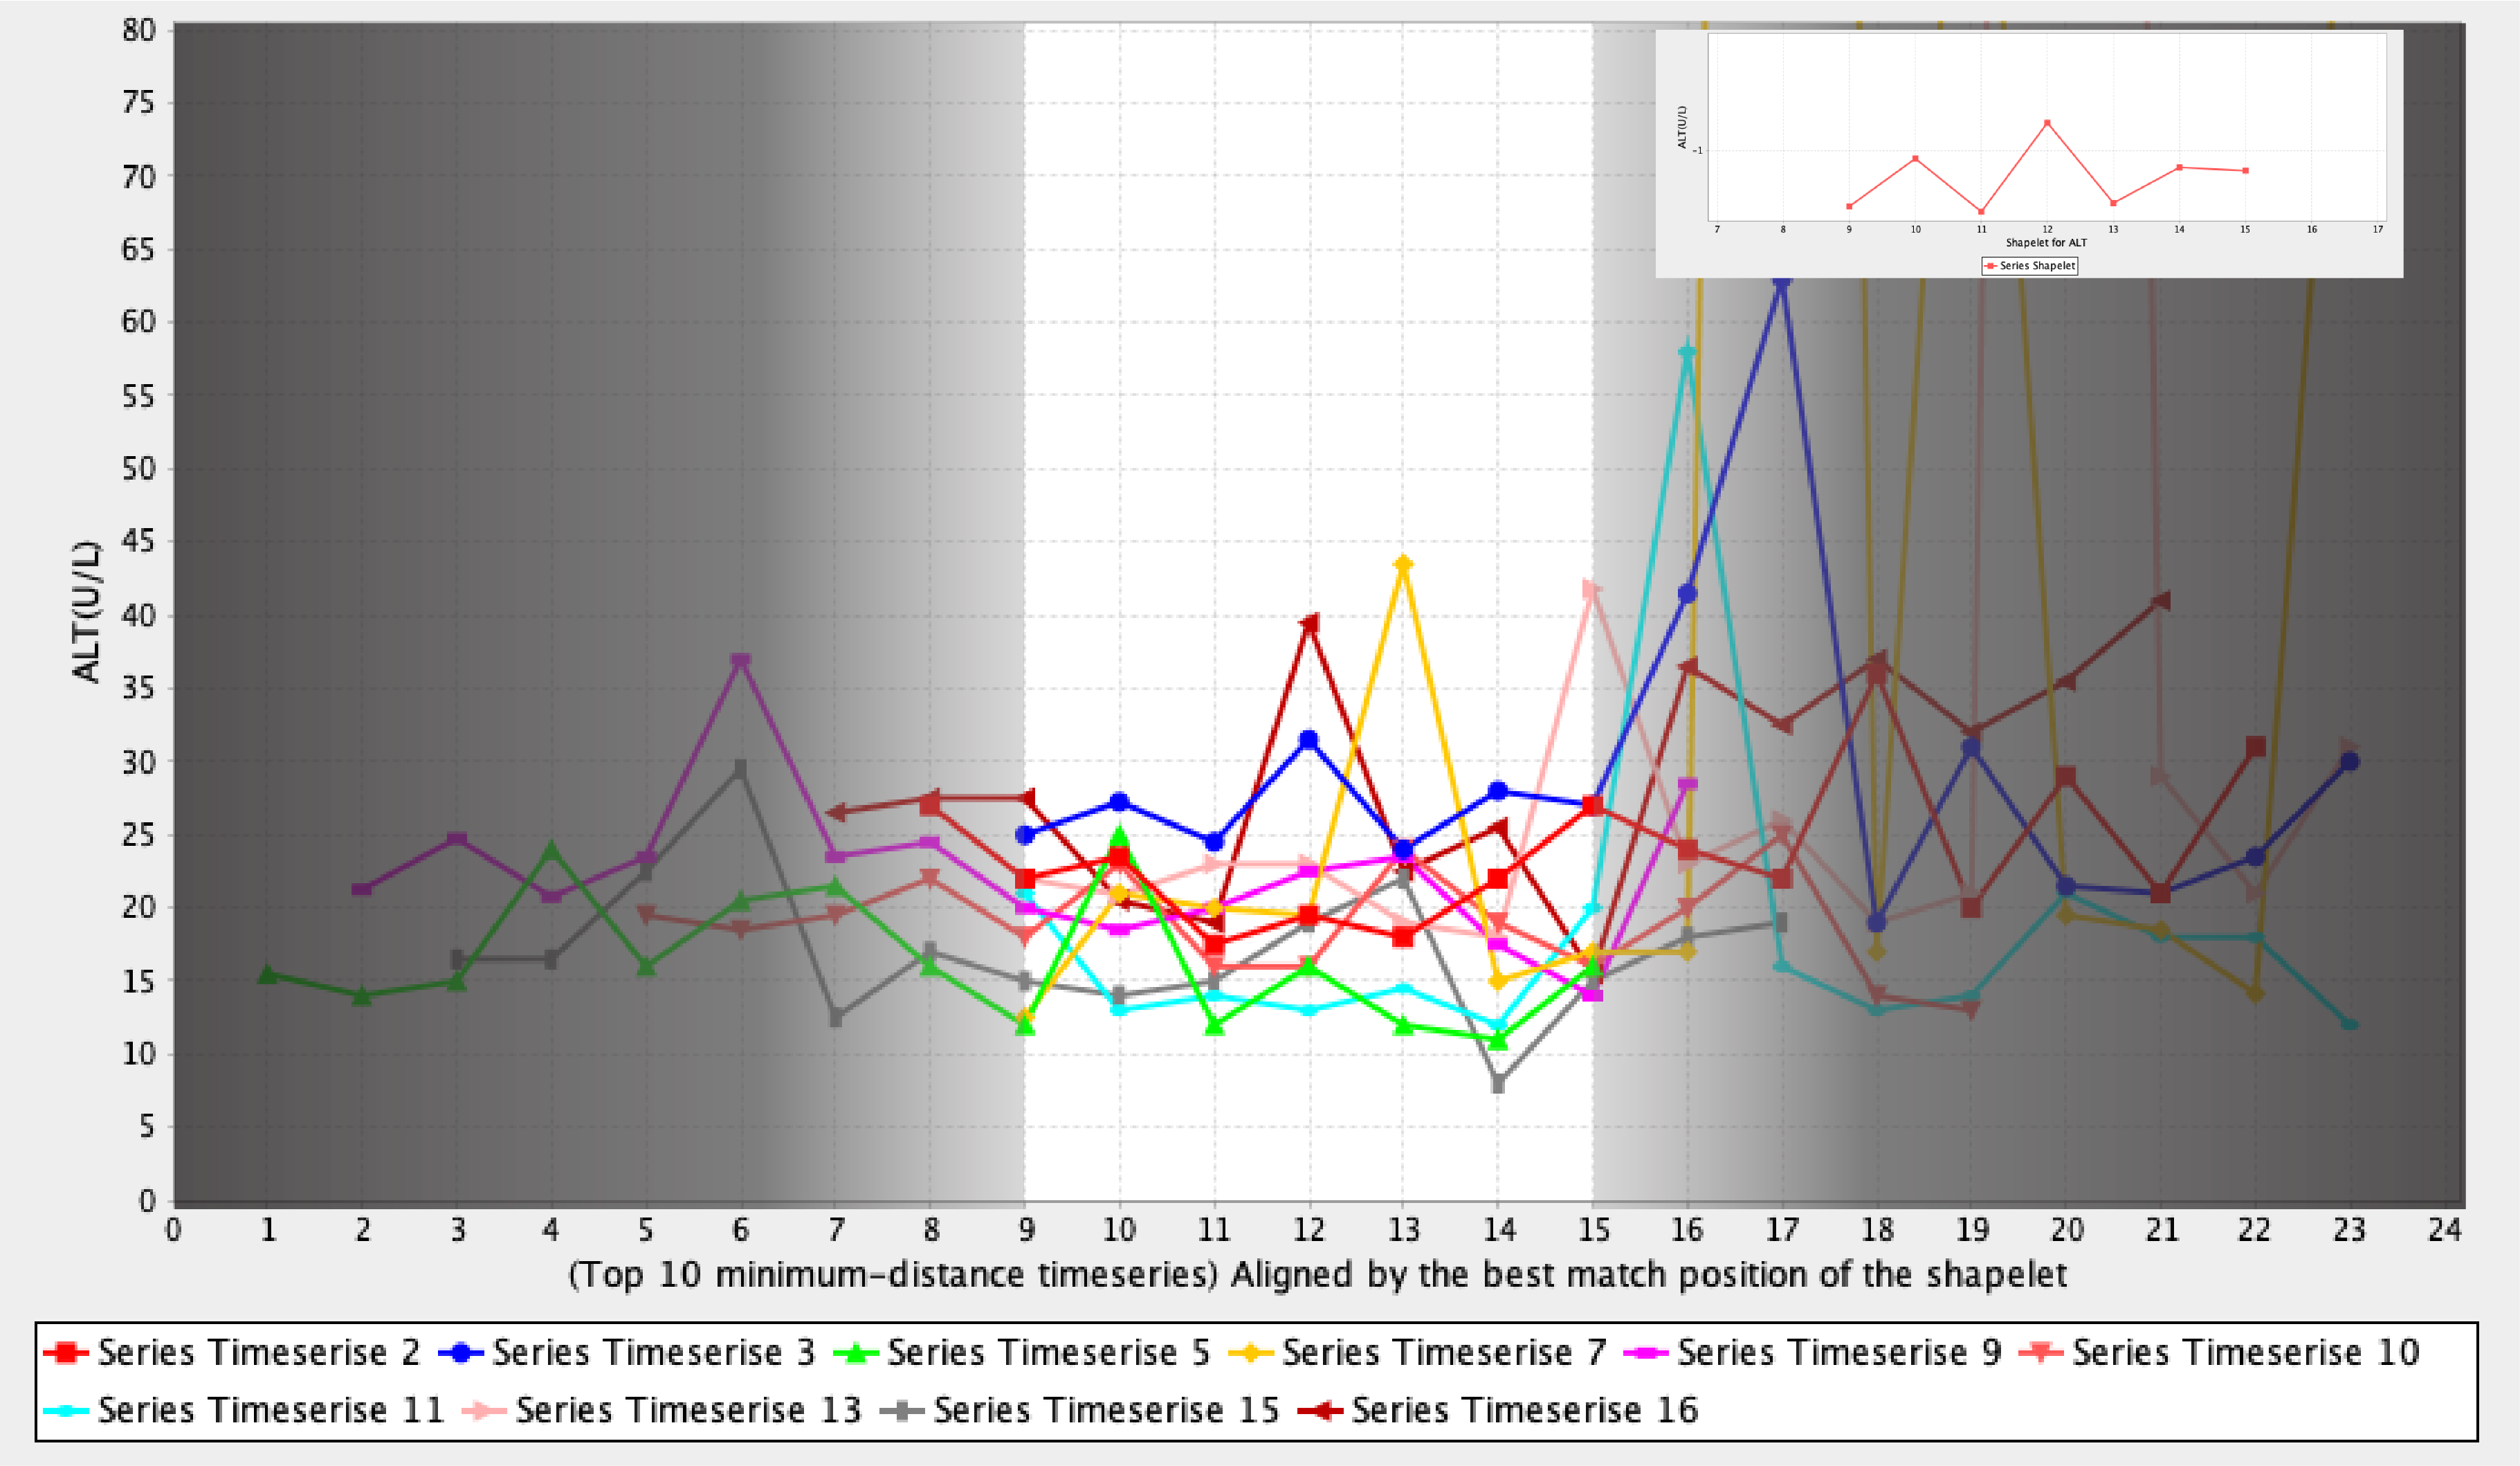 80
75
70
65
60
55
50
45
40
35
30
25
20
15
10
5
0
ALT(U/L)
0 1 2 3 4 5 6 7 8 9 10 11 12 13 14 15 16 17 18 19 20 21 22 23 24
(Top 10 minimum-distance timeseries) Aligned by the best match position of the shapelet
ALT(U/L)
-1
7 8 9 10 11 12 13 14 15 16 17
Shapelet for ALT
Series Shapelet
Series Timeserise 2 Series Timeserise 3 Series Timeserise 5 Series Timeserise 7 Series Timeserise 9 Series Timeserise 10
Series Timeserise 11 Series Timeserise 13 Series Timeserise 15 Series Timeserise 16